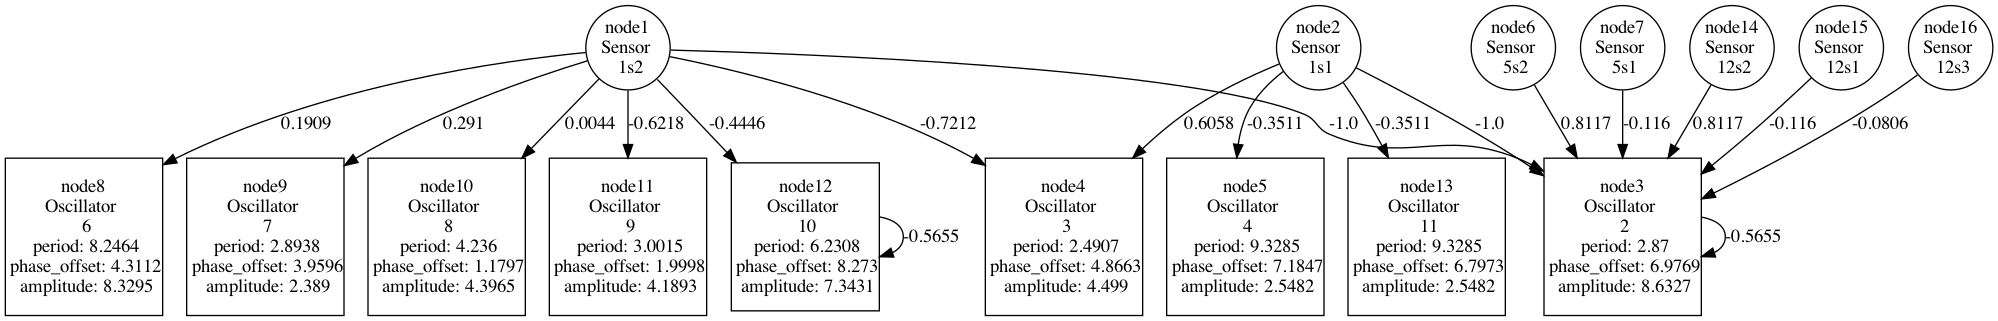 node1
Sensor
1s2
node2
Sensor
1s1
node6
Sensor
5s2
node7
Sensor
5s1
node14
Sensor
12s2
node15
Sensor
12s1
node16
Sensor
12s3
0.1909
0.291
0.0044
-0.6218
-0.4446
-0.7212
-1.0
0.6058
-0.3511
-0.3511
-1.0
0.8117
-0.116
0.8117
-0.116
-0.0806
node8
Oscillator
6
period: 8.2464
phase_offset: 4.3112
amplitude: 8.3295
node9
Oscillator
7
period: 2.8938
phase_offset: 3.9596
amplitude: 2.389
node10
Oscillator
8
period: 4.236
phase_offset: 1.1797
amplitude: 4.3965
node11
Oscillator
9
period: 3.0015
phase_offset: 1.9998
amplitude: 4.1893
node12
Oscillator
10
period: 6.2308
phase_offset: 8.273
amplitude: 7.3431
-0.5655
node4
Oscillator
3
period: 2.4907
phase_offset: 4.8663
amplitude: 4.499
node5
Oscillator
4
period: 9.3285
phase_offset: 7.1847
amplitude: 2.5482
node13
Oscillator
11
period: 9.3285
phase_offset: 6.7973
amplitude: 2.5482
node3
Oscillator
2
period: 2.87
phase_offset: 6.9769
amplitude: 8.6327
-0.5655